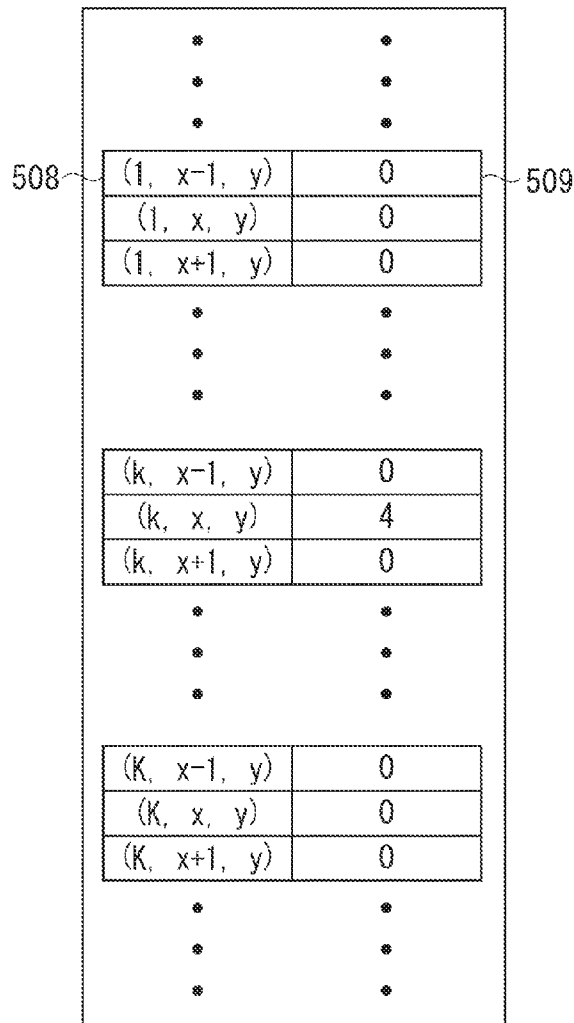 508 (1, x-1, y) 0 509
(1, x, y) 0
(1, x+1, y) 0
(k, x-1, y) 0
(k, x, y) 4
(k, x+1, y) 0
(K, x-1, y) 0
(K, x, y) 0
(K, x+1, y) 0